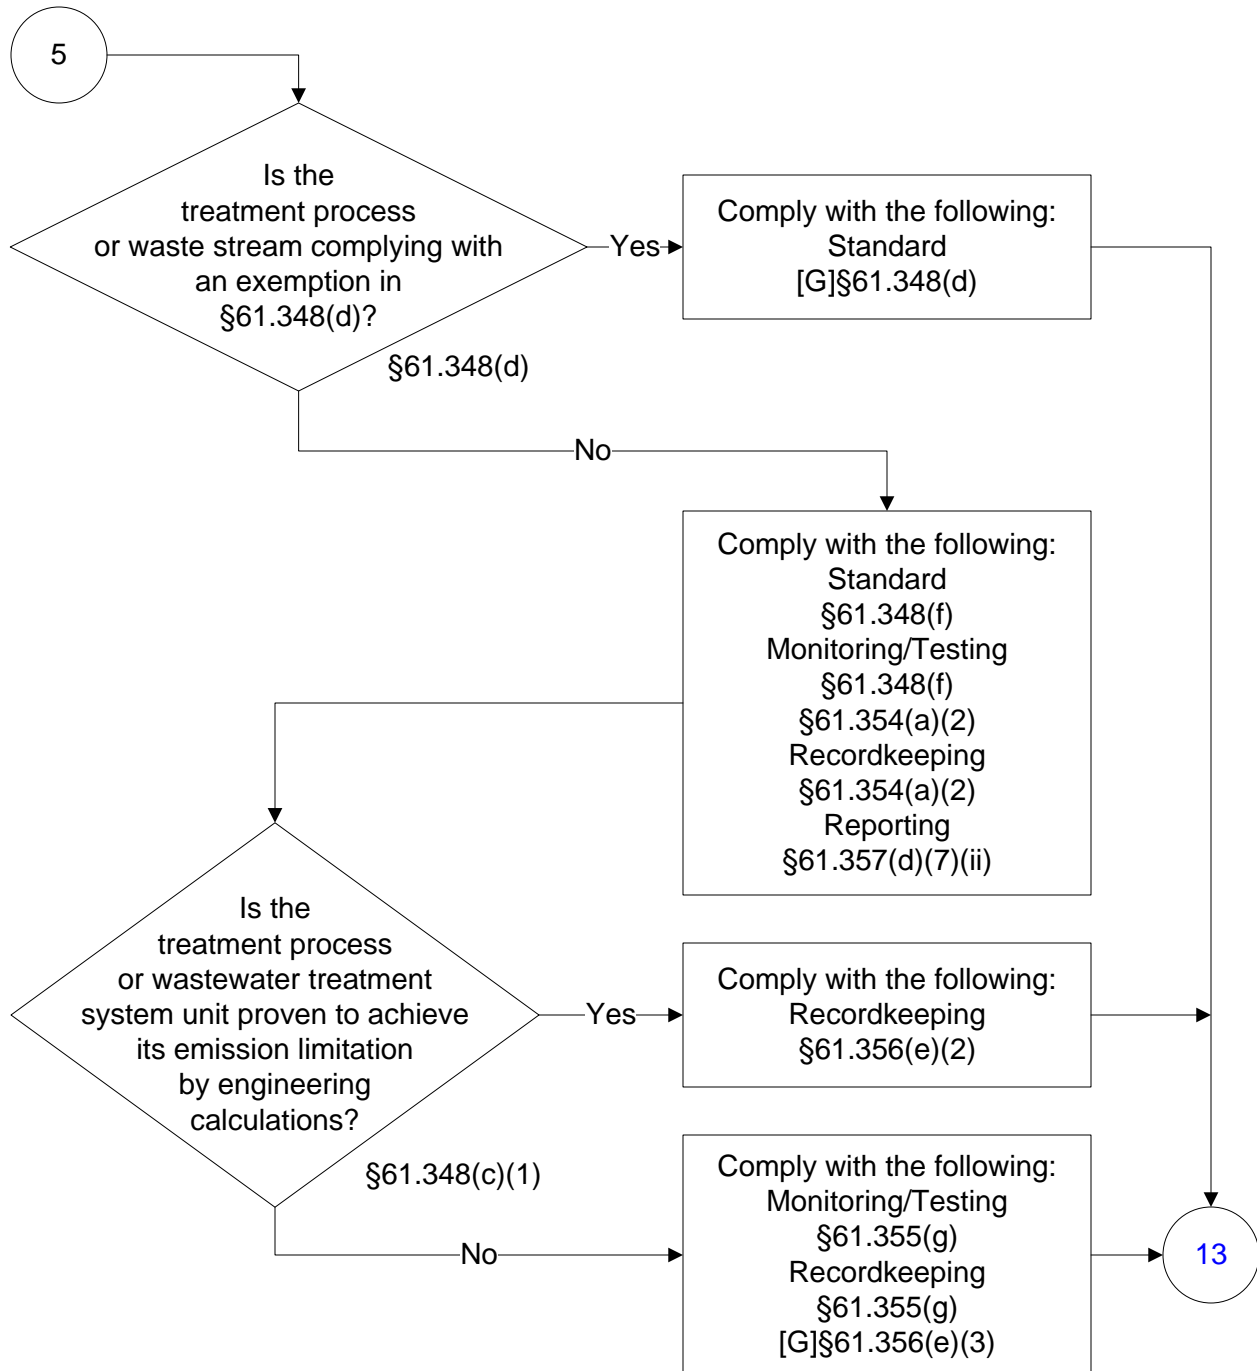 5
Is the
treatment process
or waste stream complying with
an exemption in
§61.348(d)?
§61.348(d)
Yes
Comply with the following:
Standard
[G]§61.348(d)
No
Comply with the following:
Standard
§61.348(f)
Monitoring/Testing
§61.348(f)
§61.354(a)(2)
Recordkeeping
§61.354(a)(2)
Reporting
§61.357(d)(7)(ii)
Is the
treatment process
or wastewater treatment
system unit proven to achieve
its emission limitation
by engineering
calculations?
§61.348(c)(1)
Yes
Comply with the following:
Recordkeeping
§61.356(e)(2)
No
Comply with the following:
Monitoring/Testing
§61.355(g)
Recordkeeping
§61.355(g)
[G]§61.356(e)(3)
13